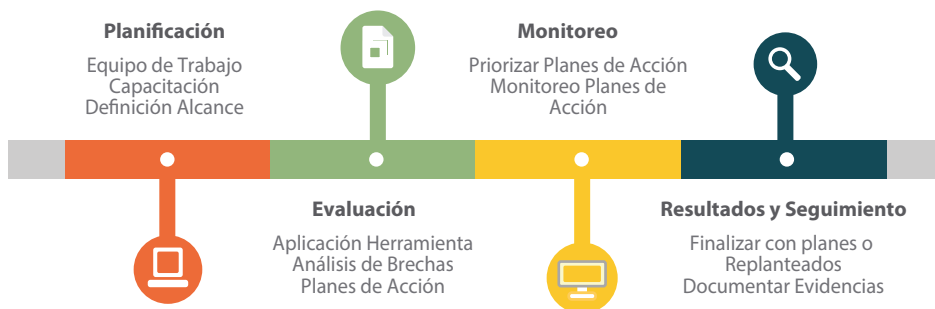 Planificación
Equipo de Trabajo
Capacitación
Definición Alcance
Evaluación
Aplicación Herramienta
Análisis de Brechas
Planes de Acción
Monitoreo
Priorizar Planes de Acción
Monitoreo Planes de
Acción
Resultados y Seguimiento
Finalizar con planes o
Replanteados
Documentar Evidencias